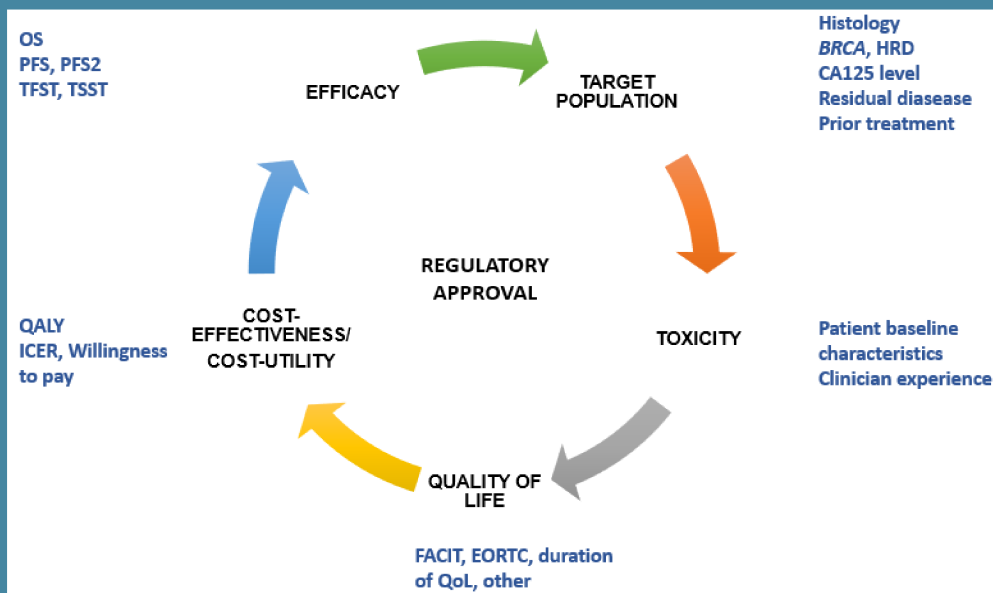 OS
PFS, PFS2
TFST, TSST
EFFICACY
TARGET
POPULATION
Histology
BRCA, HRD
CA125 level
Residual diasease
Prior treatment
REGULATORY
APPROVAL
QALY
ICER, Willingness
to pay
COST-
EFFECTIVENESS/
COST-UTILITY
TOXICITY
Patient baseline
characteristics
Clinician experience
QUALITY OF
LIFE
FACIT, EORTC, duration
of QoL, other